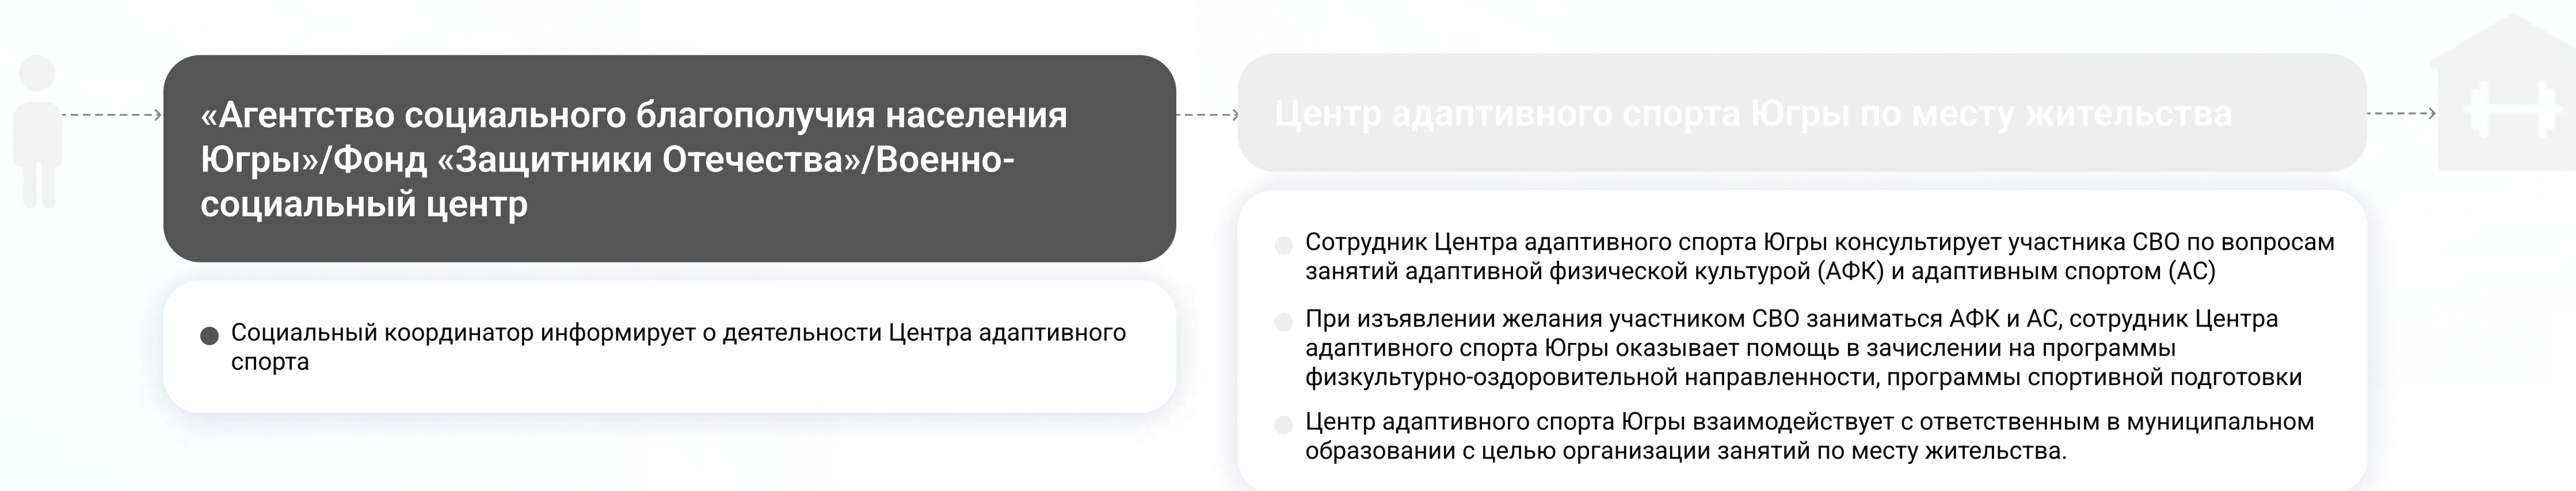 «Агентство социального благополучия населения
Югры»/Фонд «Защитники Отечества»/Военно-
социальный центр
Социальный координатор информирует о деятельности Центра адаптивного
спорта
Центр адаптивного спорта Югры по месту жительства
Сотрудник Центра адаптивного спорта Югры консультирует участника СВО по вопросам
занятий адаптивной физической культурой (АФК) и адаптивным спортом (АС)
При изъявлении желания участником СВО заниматься АФК и АС, сотрудник Центра
адаптивного спорта Югры оказывает помощь в зачислении на программы
физкультурно-оздоровительной направленности, программы спортивной подготовки
Центр адаптивного спорта Югры взаимодействует с ответственным в муниципальном
образовании с целью организации занятий по месту жительства.